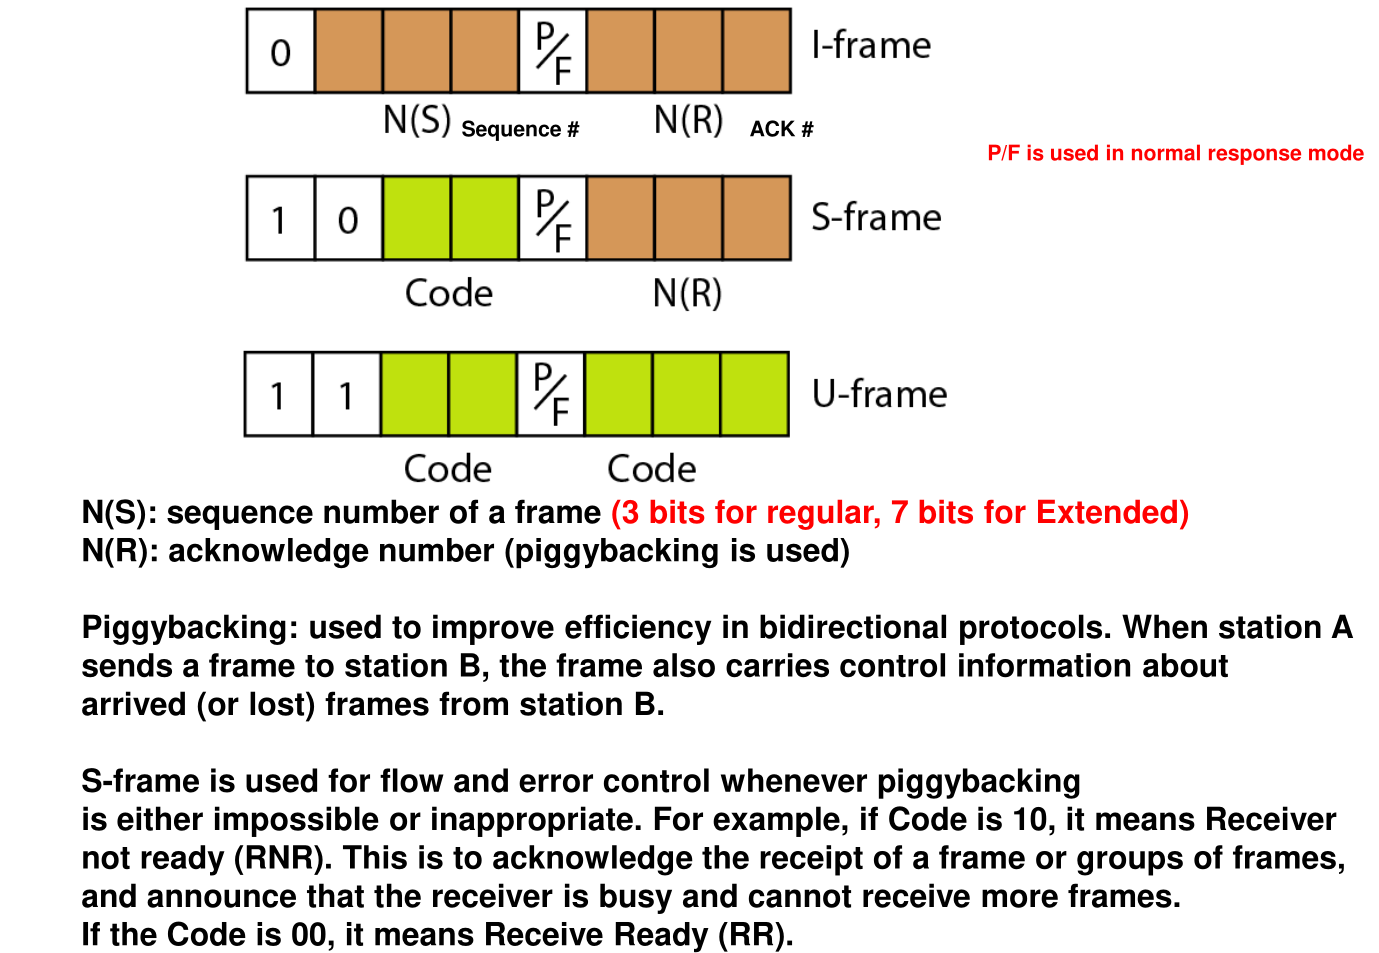 0 P/F I-frame
N(S) Sequence # N(R) ACK #
P/F is used in normal response mode
1 0 P/F S-frame
Code N(R)
1 1 P/F U-frame
Code Code
N(S): sequence number of a frame (3 bits for regular, 7 bits for Extended)
N(R): acknowledge number (piggybacking is used)
Piggybacking: used to improve efficiency in bidirectional protocols. When station A
sends a frame to station B, the frame also carries control information about
arrived (or lost) frames from station B.
S-frame is used for flow and error control whenever piggybacking
is either impossible or inappropriate. For example, if Code is 10, it means Receiver
not ready (RNR). This is to acknowledge the receipt of a frame or groups of frames,
and announce that the receiver is busy and cannot receive more frames.
If the Code is 00, it means Receive Ready (RR).